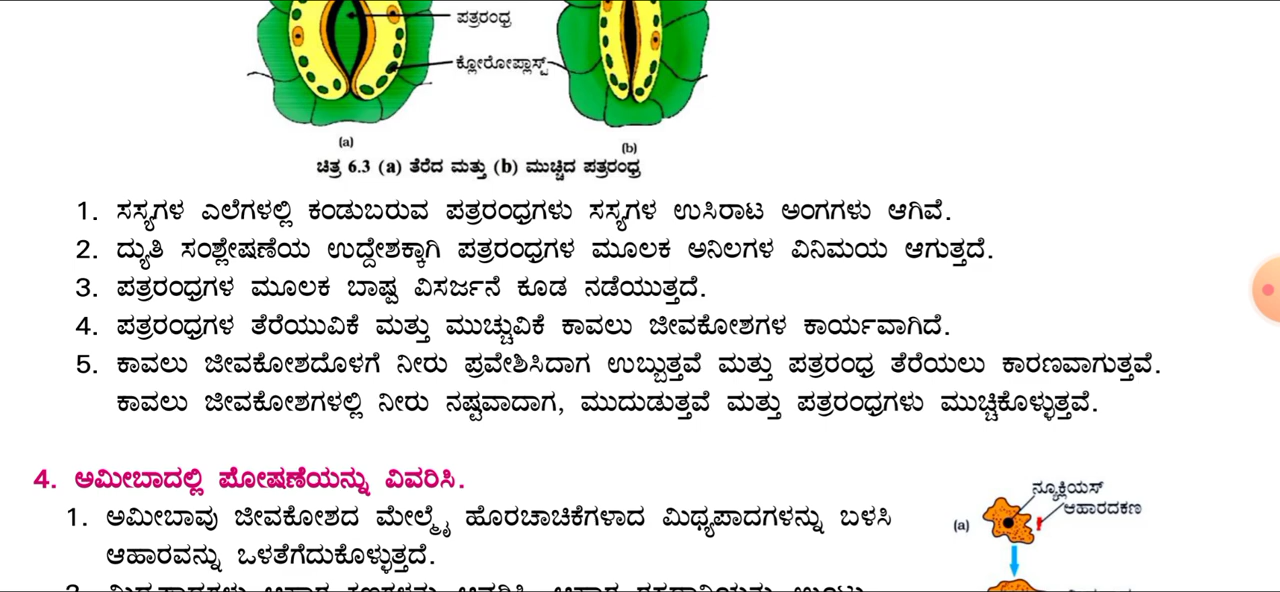 ಪತ್ರರಂಧ್ರ
ಕ್ಲೋರೋಪ್ಲಾಸ್ಟ್
(a)
(b)
ಚಿತ್ರ 6.3 (a) ತೆರೆದ ಮತ್ತು (b) ಮುಚ್ಚಿದ ಪತ್ರರಂಧ್ರ
1. ಸಸ್ಯಗಳ ಎಲೆಗಳಲ್ಲಿ ಕಂಡುಬರುವ ಪತ್ರರಂಧ್ರಗಳು ಸಸ್ಯಗಳ ಉಸಿರಾಟ ಅಂಗಗಳು ಆಗಿವೆ.
2. ದ್ಯುತಿ ಸಂಶ್ಲೇಷಣೆಯ ಉದ್ದೇಶಕ್ಕಾಗಿ ಪತ್ರರಂಧ್ರಗಳ ಮೂಲಕ ಅನಿಲಗಳ ವಿನಿಮಯ ಆಗುತ್ತದೆ.
3. ಪತ್ರರಂಧ್ರಗಳ ಮೂಲಕ ಬಾಷ್ಪ ವಿಸರ್ಜನೆ ಕೂಡ ನಡೆಯುತ್ತದೆ.
4. ಪತ್ರರಂಧ್ರಗಳ ತೆರೆಯುವಿಕೆ ಮತ್ತು ಮುಚ್ಚುವಿಕೆ ಕಾವಲು ಜೀವಕೋಶಗಳ ಕಾರ್ಯವಾಗಿದೆ.
5. ಕಾವಲು ಜೀವಕೋಶದೊಳಗೆ ನೀರು ಪ್ರವೇಶಿಸಿದಾಗ ಉಬ್ಬುತ್ತವೆ ಮತ್ತು ಪತ್ರರಂಧ್ರ ತೆರೆಯಲು ಕಾರಣವಾಗುತ್ತವೆ.
ಕಾವಲು ಜೀವಕೋಶಗಳಲ್ಲಿ ನೀರು ನಷ್ಟವಾದಾಗ, ಮುದುಡುತ್ತವೆ ಮತ್ತು ಪತ್ರರಂಧ್ರಗಳು ಮುಚ್ಚಿಕೊಳ್ಳುತ್ತವೆ.
4. ಅಮೀಬಾದಲ್ಲಿ ಪೋಷಣೆಯನ್ನು ವಿವರಿಸಿ.
1. ಅಮೀಬಾವು ಜೀವಕೋಶದ ಮೇಲ್ಮೈ ಹೊರಚಾಚಿಕೆಗಳಾದ ಮಿಥ್ಯಪಾದಗಳನ್ನು ಬಳಸಿ
ಆಹಾರವನ್ನು ಒಳತೆಗೆದುಕೊಳ್ಳುತ್ತದೆ.
ನ್ಯೂಕ್ಲಿಯಸ್
ಆಹಾರದಕಣ
(a)